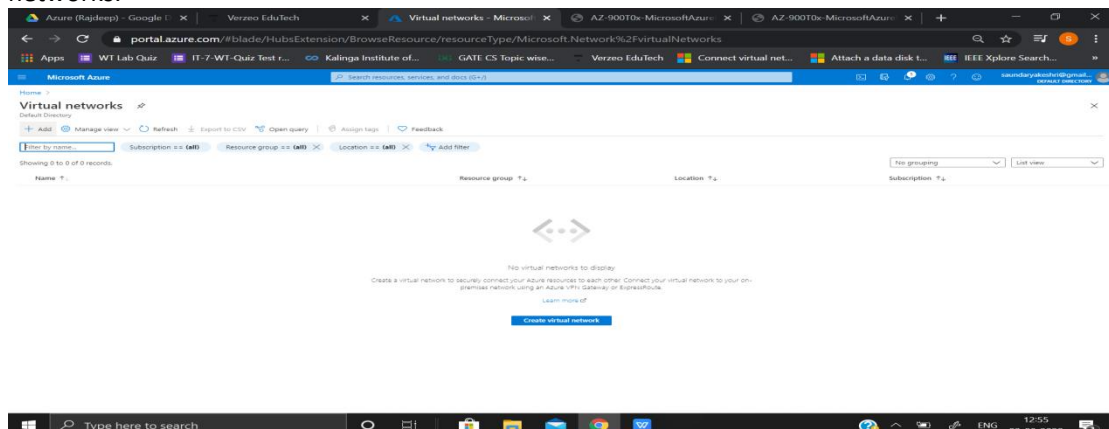 networks.
Azure (Rajdeep) - Google D
Verzeo EduTech
Virtual networks - Microsof
AZ-900T0x-MicrosoftAzure
AZ-900T0x-MicrosoftAzure
portal.azure.com/#blade/HubsExtension/BrowseResource/resourceType/Microsoft.Network%2FvirtualNetworks
Apps WT Lab Quiz IT-7-WT-Quiz Test r... Kalinga Institute of... GATE CS Topic wise... Verzeo EduTech Connect virtual net... Attach a data disk t... IEEE Xplore Search... »
Microsoft Azure
Search resources, services, and docs (G+/)
DEFAULT DIRECTORY
Home >
Virtual networks
Default Directory
+ Add Manage view Refresh Export to CSV Open query Assign tags Feedback
Filter by name... Subscription == (all) Resource group == (all) Location == (all) Add filter
Showing 0 to 0 of 0 records.
No grouping List view
Name Resource group Location Subscription
No virtual networks to display
Create a virtual network to securely connect your Azure resources to each other. Connect your virtual network to your on-
premises network using an Azure VPN Gateway or ExpressRoute.
Learn more
Create virtual network
Type here to search
ENG
12:55